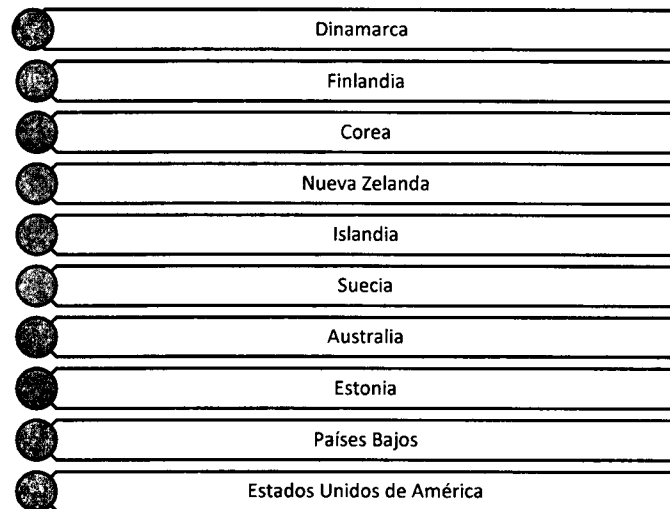 Dinamarca
Finlandia
Corea
Nueva Zelanda
Islandia
Suecia
Australia
Estonia
Países Bajos
Estados Unidos de América